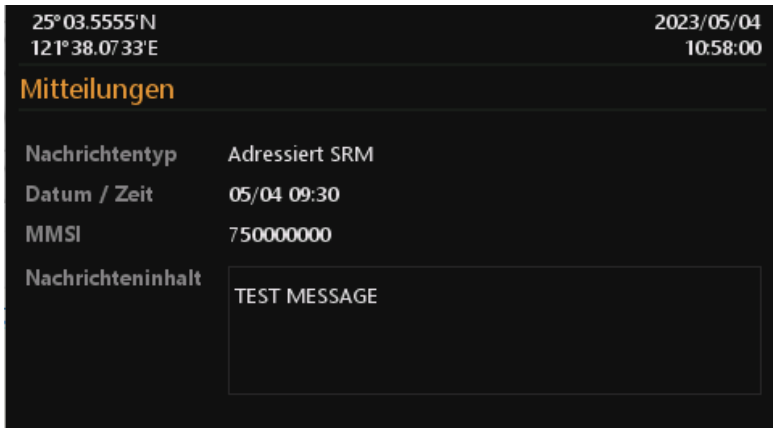 25°03.5555'N 2023/05/04
121°38.0733'E 10:58:00
Mitteilungen
Nachrichtentyp Adressiert SRM
Datum / Zeit 05/04 09:30
MMSI 750000000
Nachrichteninhalt
TEST MESSAGE